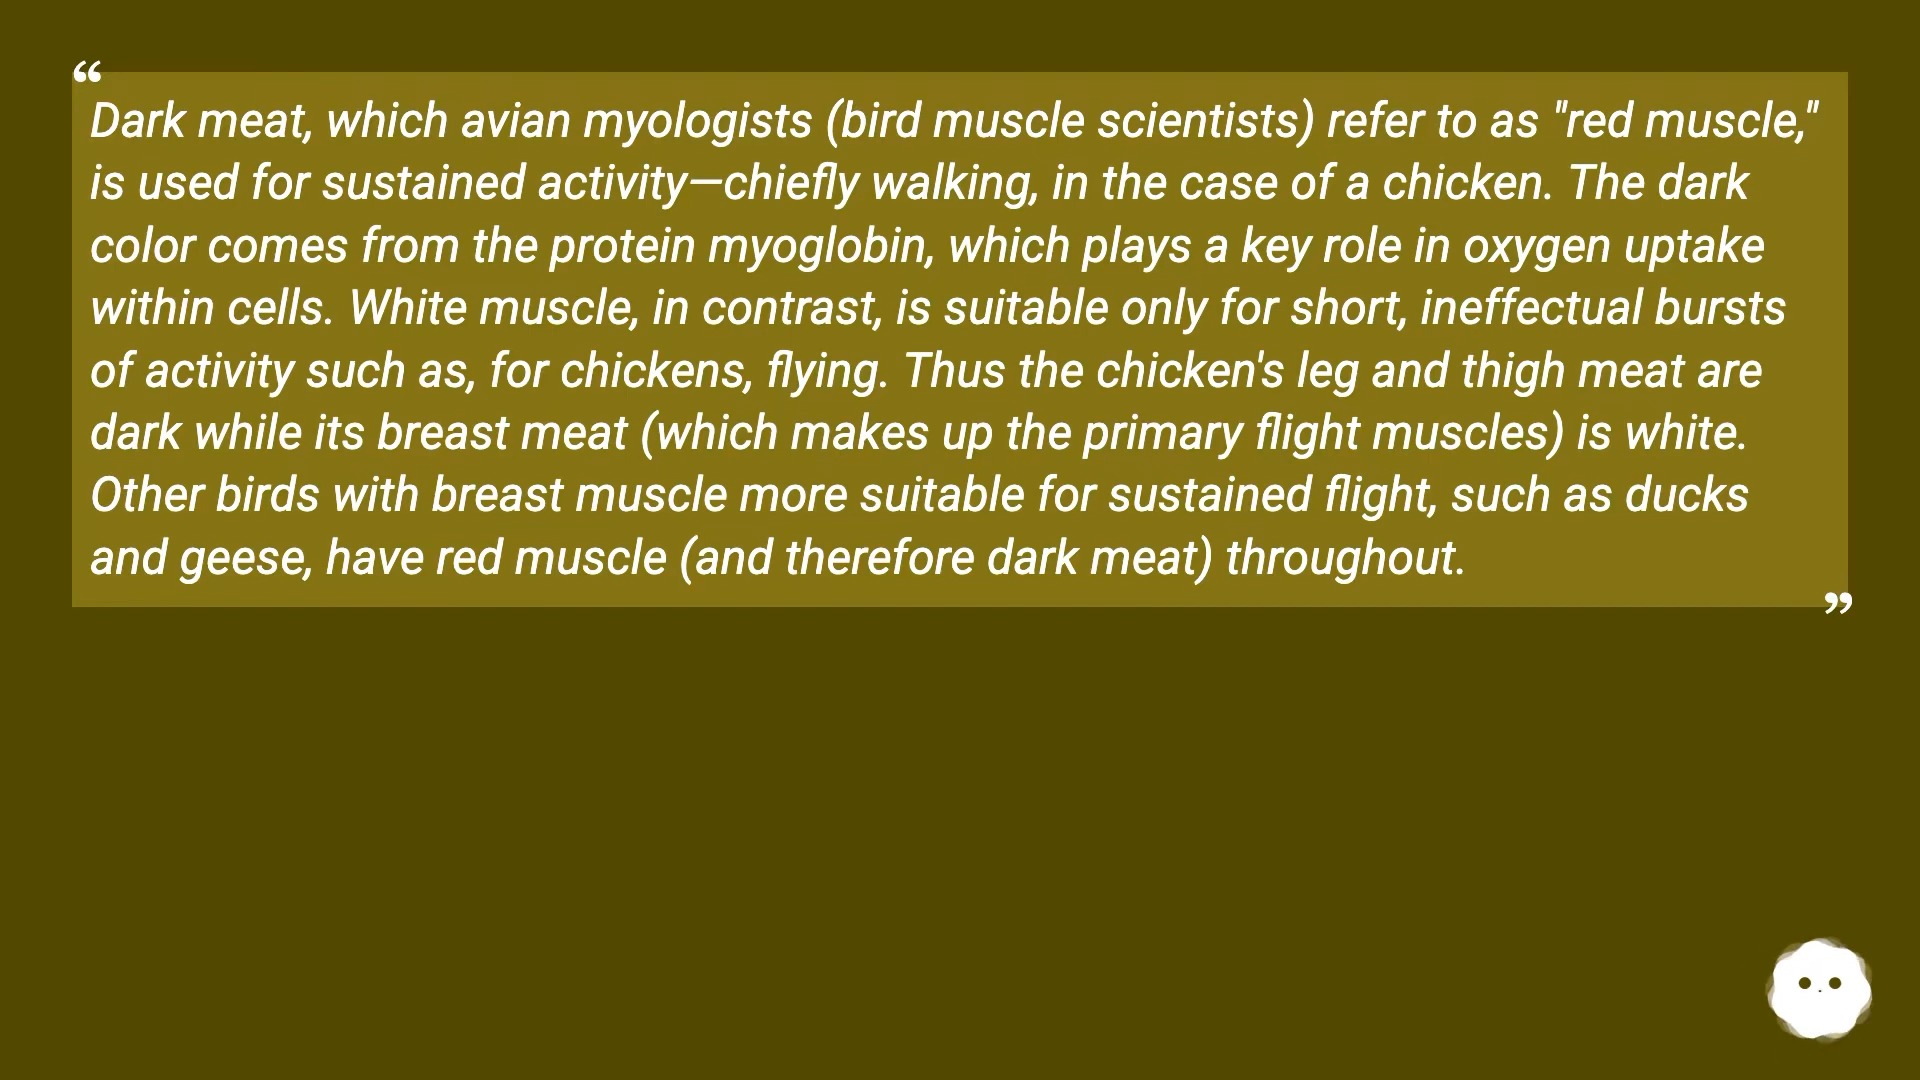 “
Dark meat, which avian myologists (bird muscle scientists) refer to as "red muscle,"
is used for sustained activity—chiefly walking, in the case of a chicken. The dark
color comes from the protein myoglobin, which plays a key role in oxygen uptake
within cells. White muscle, in contrast, is suitable only for short, ineffectual bursts
of activity such as, for chickens, flying. Thus the chicken's leg and thigh meat are
dark while its breast meat (which makes up the primary flight muscles) is white.
Other birds with breast muscle more suitable for sustained flight, such as ducks
and geese, have red muscle (and therefore dark meat) throughout.
”